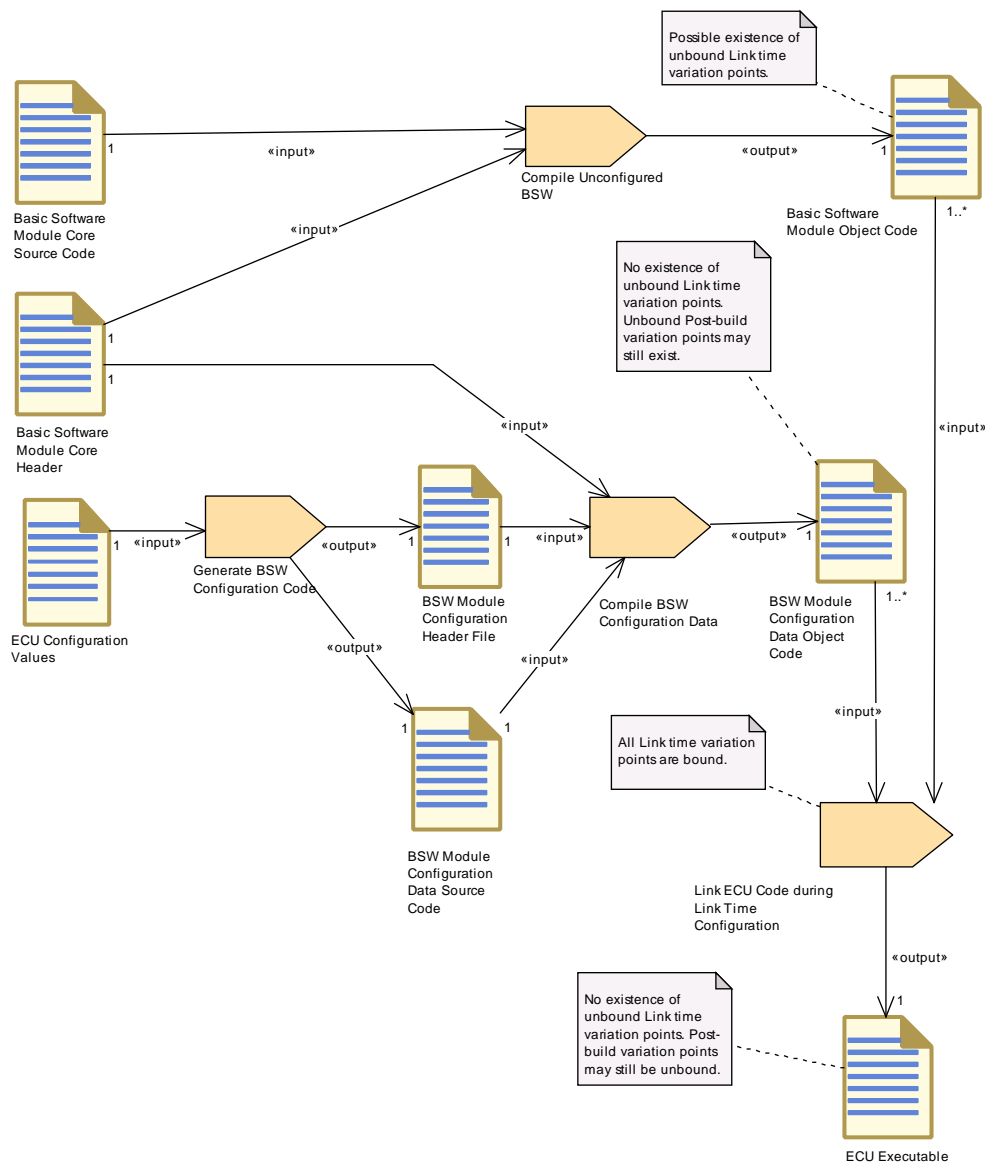 Possible existence of
unbound Link time
variation points.
1
«input»
Compile Unconfigured
BSW
«output»
1
Basic Software
Module Core
Source Code
Basic Software
Module Object Code
1..*
«input»
1
1
Basic Software
Module Core
Header
No existence of
unbound Link time
variation points.
Unbound Post-build
variation points may
still exist.
«input»
«input»
ECU Configuration
Values
1
«input»
Generate BSW
Configuration Code
«output»
1
BSW Module
Configuration
Header File
1
«input»
Compile BSW
Configuration Data
«output»
1
BSW Module
Configuration
Data Object
Code
1..*
«output»
«input»
1
1
BSW Module
Configuration
Data Source
Code
«input»
All Link time variation
points are bound.
Link ECU Code during
Link Time
Configuration
«output»
No existence of
unbound Link time
variation points. Post-
build variation points
may still be unbound.
1
ECU Executable